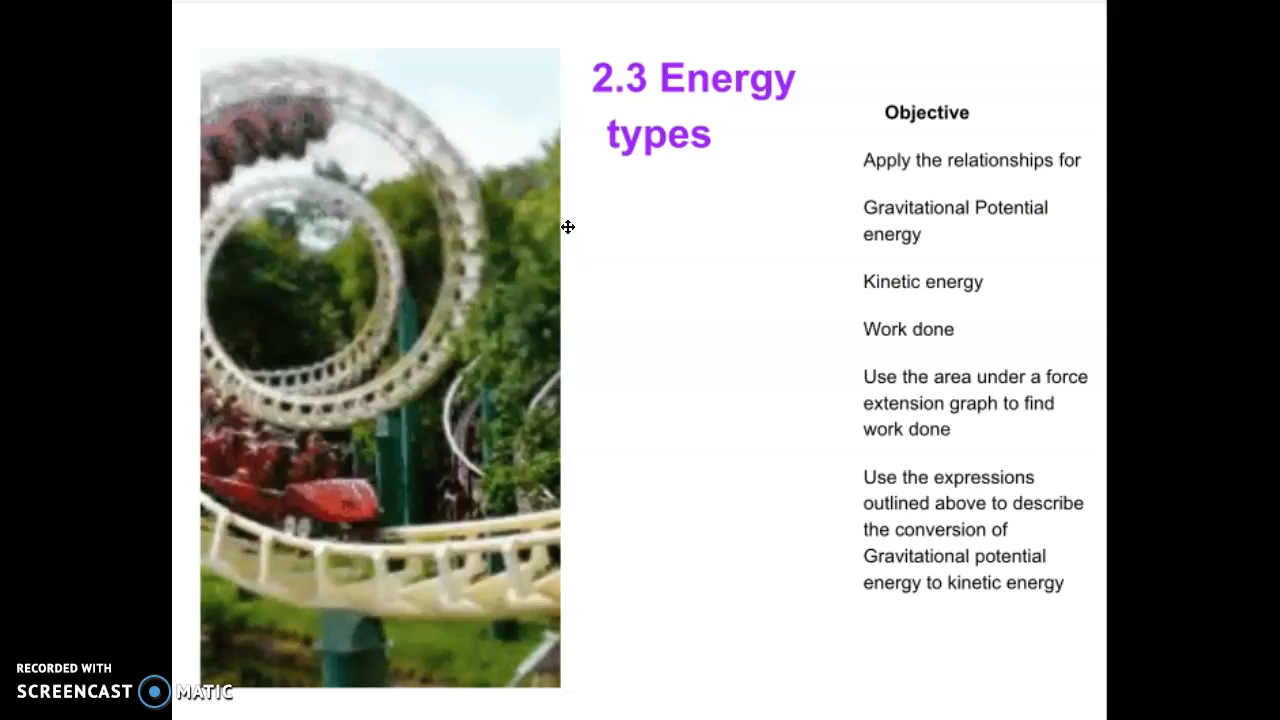 2.3 Energy
types
Objective
Apply the relationships for
Gravitational Potential
energy
Kinetic energy
Work done
Use the area under a force
extension graph to find
work done
Use the expressions
outlined above to describe
the conversion of
Gravitational potential
energy to kinetic energy
RECORDED WITH
SCREENCAST MATIC